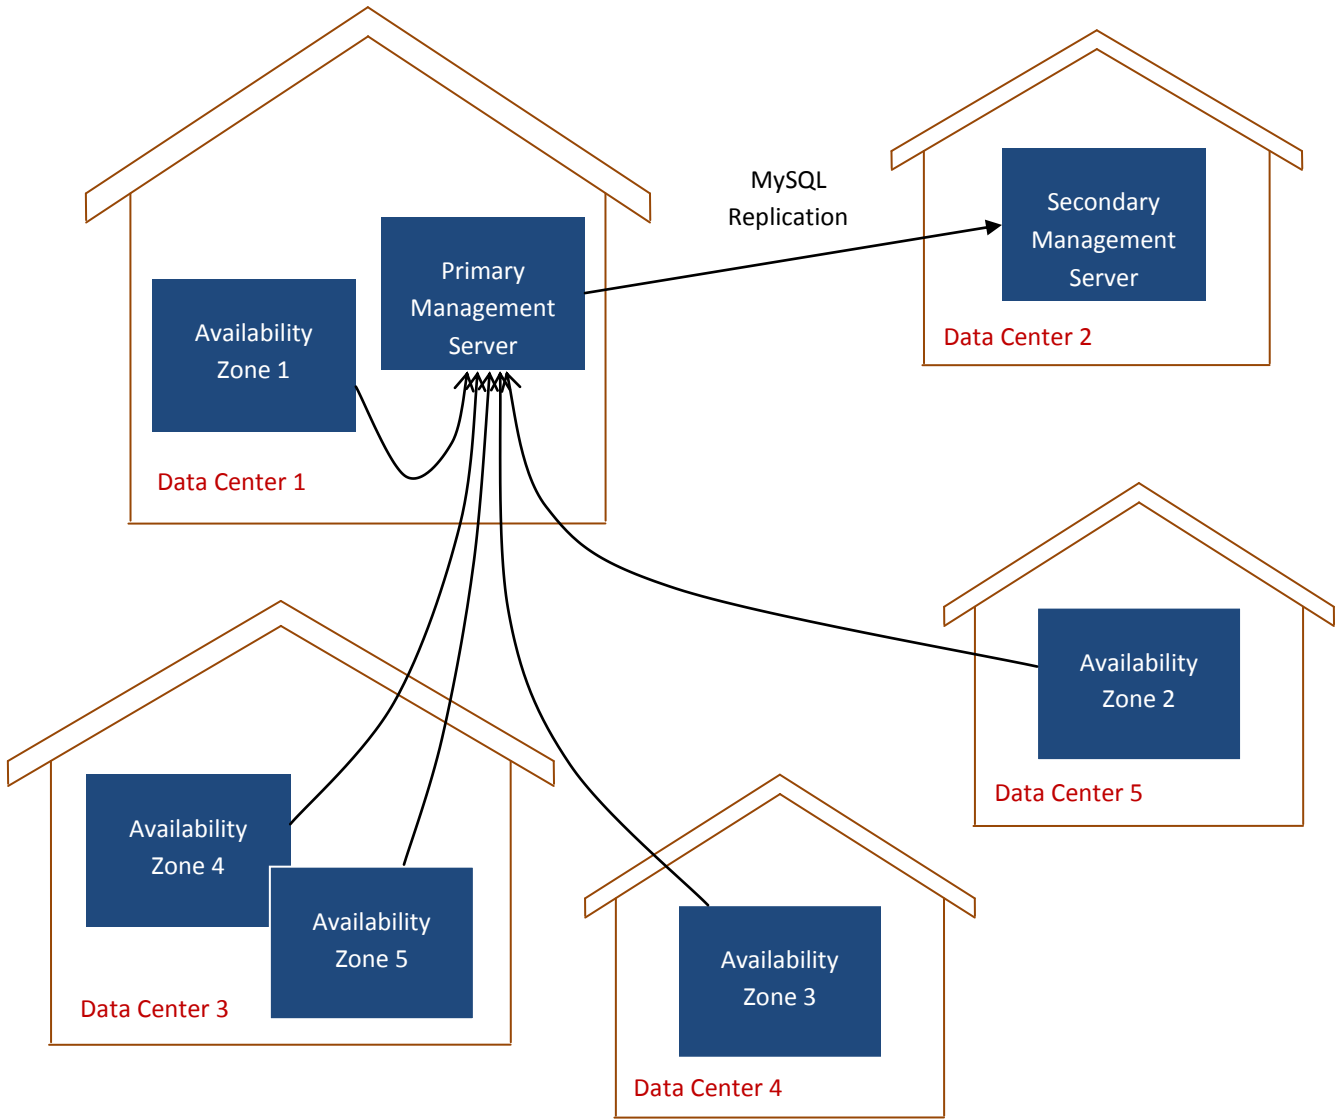 MySQL
Replication
Secondary
Management
Server
Data Center 2
Primary
Management
Server
Availability
Zone 1
Data Center 1
Availability
Zone 2
Data Center 5
Availability
Zone 4
Availability
Zone 5
Data Center 3
Availability
Zone 3
Data Center 4